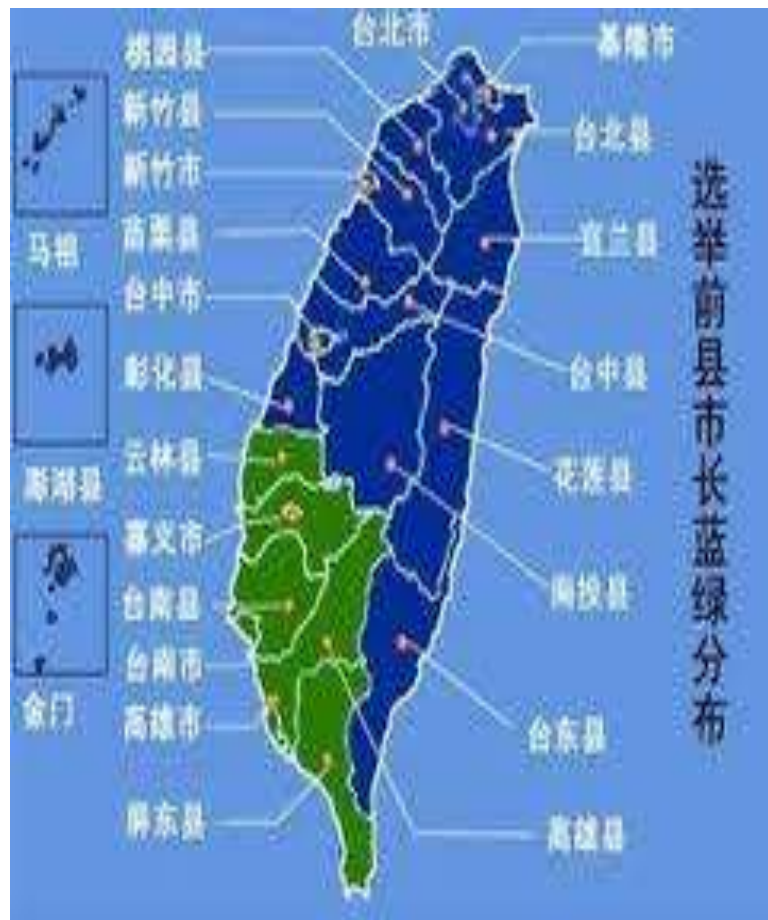 台北市
桃园县
基隆市
新竹县
台北县
新竹市
苗栗县
宜兰县
马祖
台中市
彰化县
台中县
云林县
花莲县
澎湖县
嘉义市
台南县
南投县
台南市
金门
高雄市
台东县
屏东县
高雄县
选举前县市长蓝绿分布